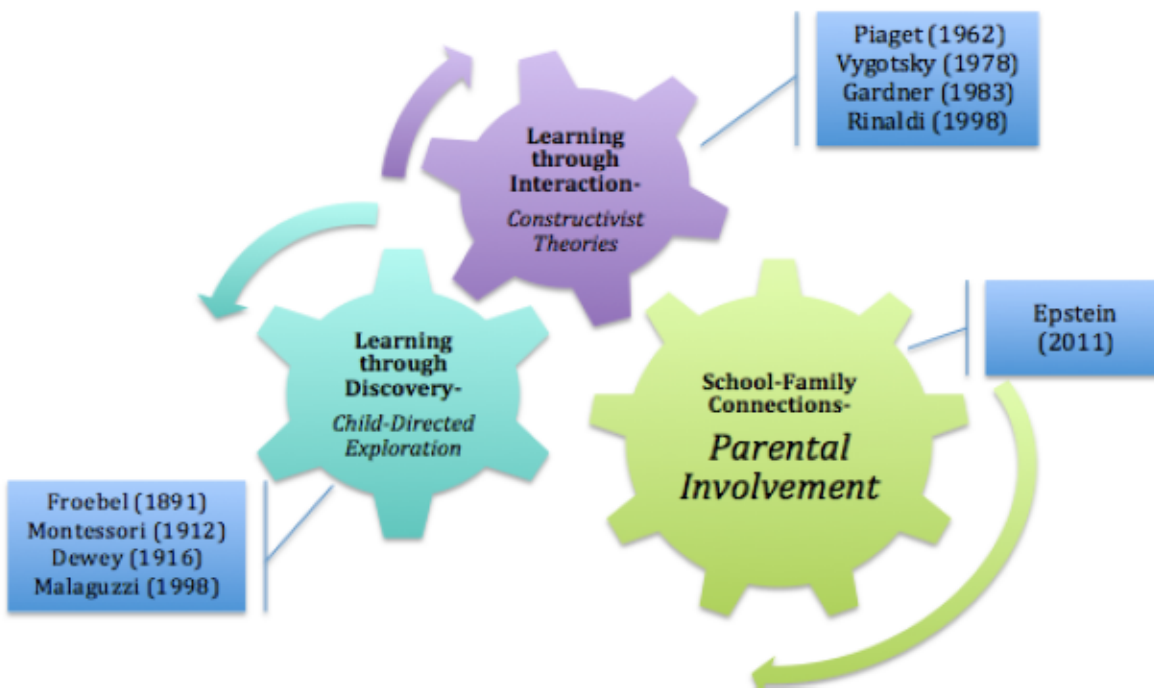 Piaget (1962)
Vygotsky (1978)
Gardner (1983)
Rinaldi (1998)
Learning
through
Interaction-
Constructivist
Theories
Epstein
(2011)
Learning
through
Discovery-
Child-Directed
Exploration
School-Family
Connections-
Parental
Involvement
Froebel (1891)
Montessori (1912)
Dewey (1916)
Malaguzzi (1998)